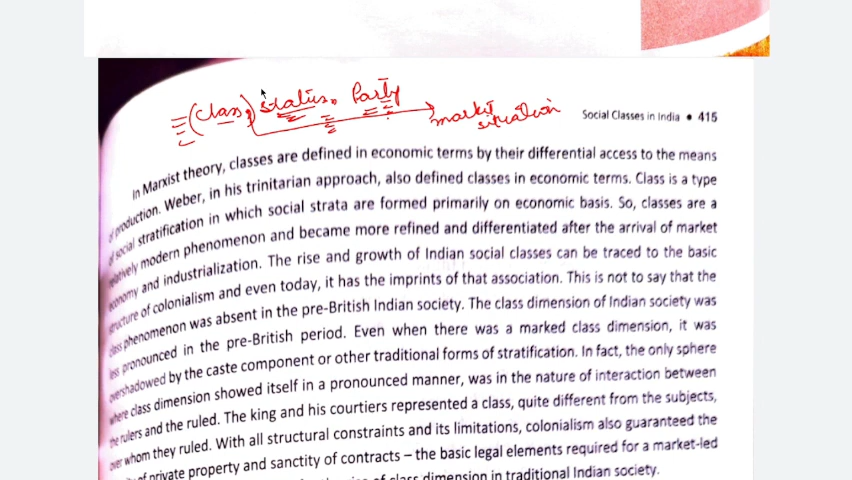 (Class, Status, Party
market
situation
Social Classes in India • 415
In Marxist theory, classes are defined in economic terms by their differential access to the means
of production. Weber, in his trinitarian approach, also defined classes in economic terms. Class is a type
of social stratification in which social strata are formed primarily on economic basis. So, classes are a
relatively modern phenomenon and became more refined and differentiated after the arrival of market
economy and industrialization. The rise and growth of Indian social classes can be traced to the basic
structure of colonialism and even today, it has the imprints of that association. This is not to say that the
class phenomenon was absent in the pre-British Indian society. The class dimension of Indian society was
less pronounced in the pre-British period. Even when there was a marked class dimension, it was
overshadowed by the caste component or other traditional forms of stratification. In fact, the only sphere
where class dimension showed itself in a pronounced manner, was in the nature of interaction between
the rulers and the ruled. The king and his courtiers represented a class, quite different from the subjects,
over whom they ruled. With all structural constraints and its limitations, colonialism also guaranteed the
of private property and sanctity of contracts – the basic legal elements required for a market-led
of class dimension in traditional Indian society.